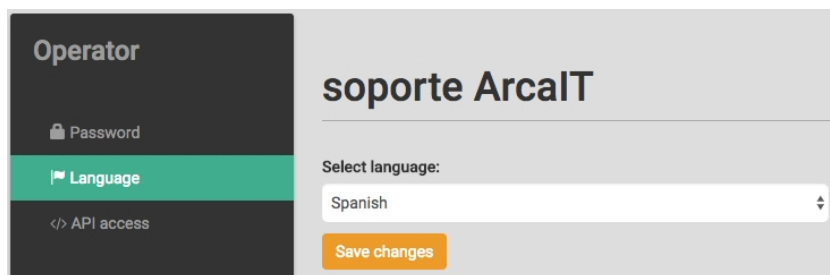 Operator
Password
Language
</> API access
soporte ArcaIT
Select language:
Spanish
Save changes